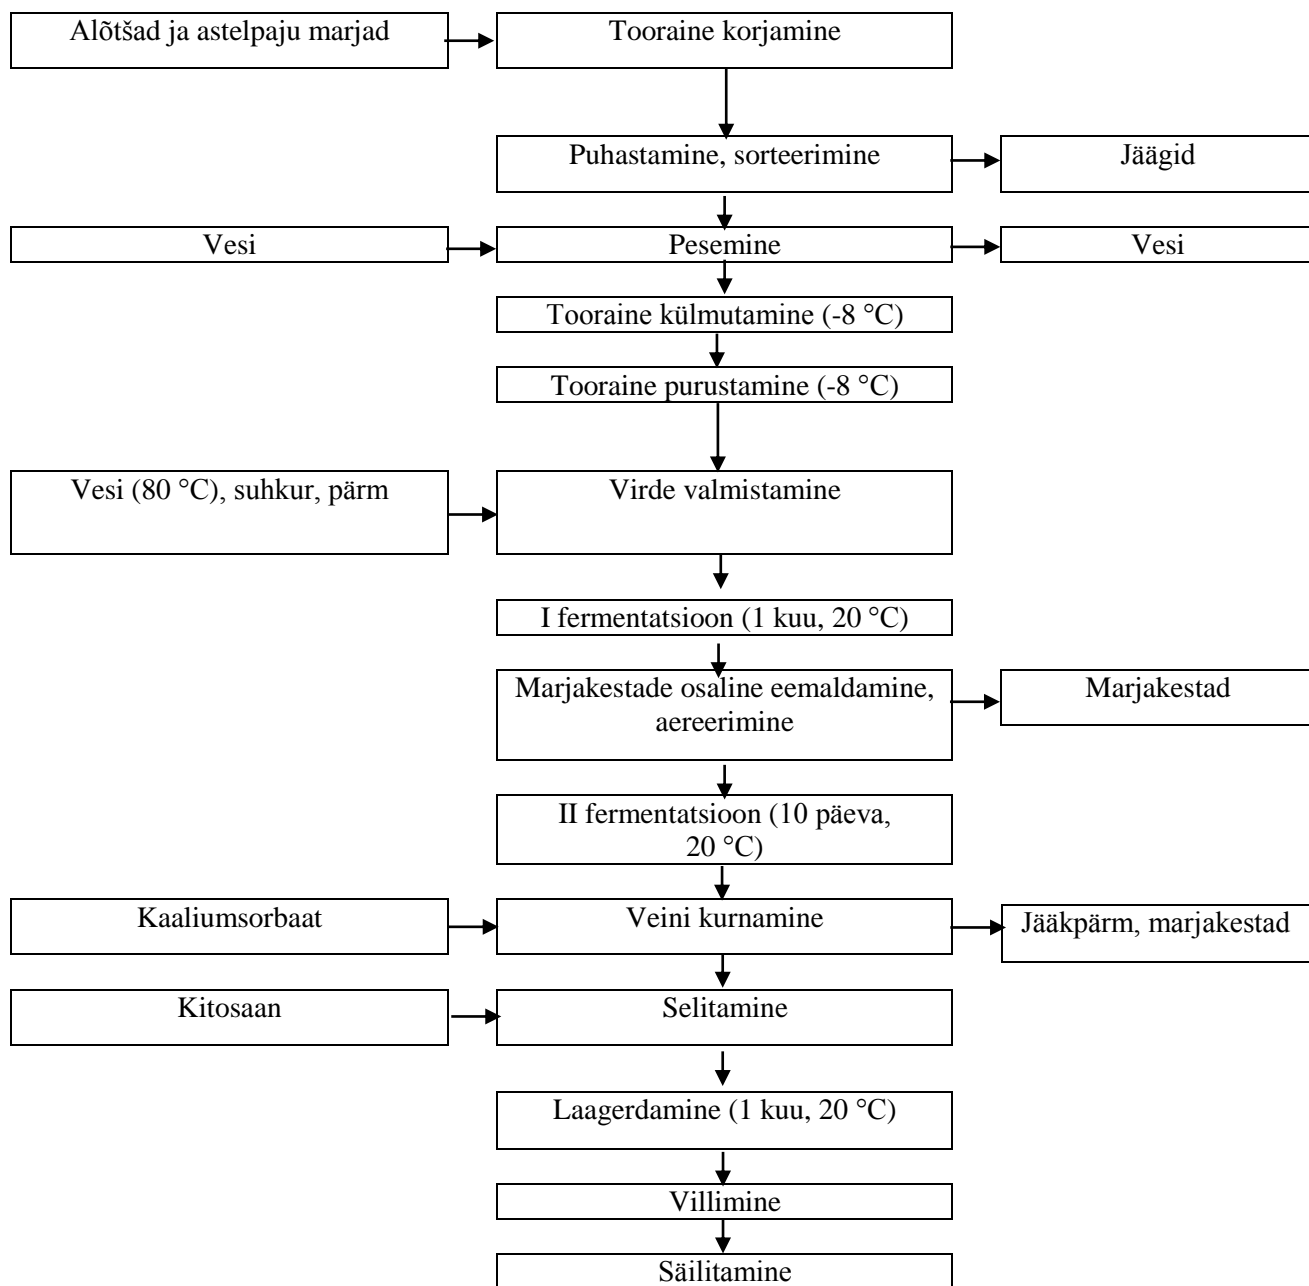 Alõtšad ja astelpaju marjad
Tooraine korjamine
Puhastamine, sorteerimine
Jäägid
Vesi
Pesemine
Vesi
Tooraine külmutamine (-8 °C)
Tooraine purustamine (-8 °C)
Vesi (80 °C), suhkur, pärm
Virde valmistamine
I fermentatsioon (1 kuu, 20 °C)
Marjakestade osaline eemaldamine,
aereerimine
Marjakestad
II fermentatsioon (10 päeva,
20 °C)
Kaaliumsorbaat
Veini kurnamine
Jääkpärm, marjakestad
Kitosaan
Selitamine
Laagerdamine (1 kuu, 20 °C)
Villimine
Säilitamine